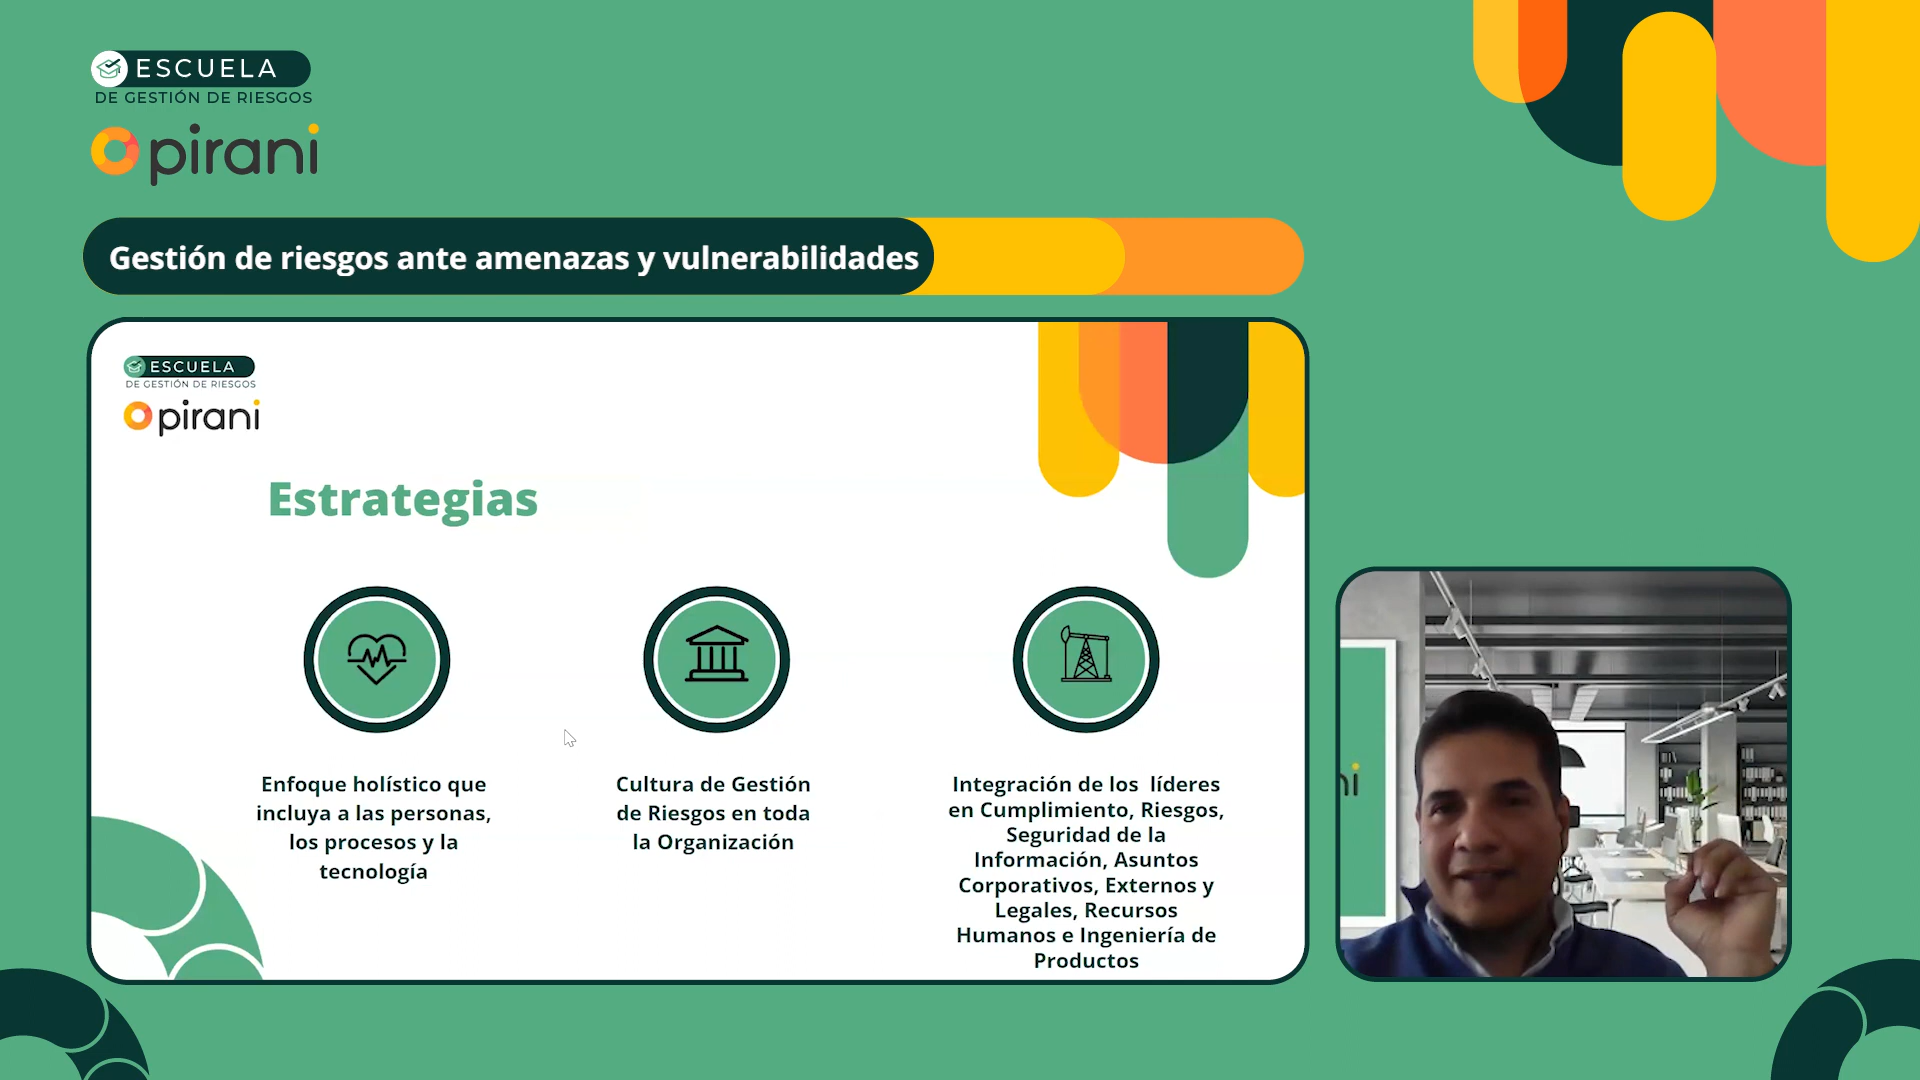 ESCUELA
DE GESTIÓN DE RIESGOS
pirani
Gestión de riesgos ante amenazas y vulnerabilidades
ESCUELA
DE GESTIÓN DE RIESGOS
pirani
Estrategias
Enfoque holístico que
incluya a las personas,
los procesos y la
tecnología
Cultura de Gestión
de Riesgos en toda
la Organización
Integración de los líderes
en Cumplimiento, Riesgos,
Seguridad de la
Información, Asuntos
Corporativos, Externos y
Legales, Recursos
Humanos e Ingeniería de
Productos
ni